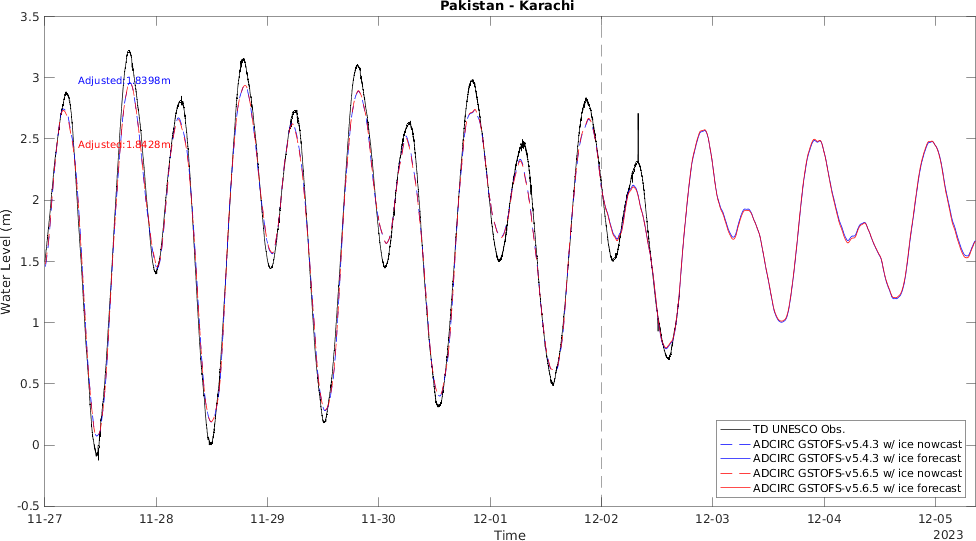 Pakistan - Karachi
3.5
3
2.5
2
1.5
1
0.5
0
-0.5
Water Level (m)
Adjusted:1.8398m
Adjusted:1.8428m
TD UNESCO Obs.
ADCIRC GSTOFS-v5.4.3 w/ ice nowcast
ADCIRC GSTOFS-v5.4.3 w/ ice forecast
ADCIRC GSTOFS-v5.6.5 w/ ice nowcast
ADCIRC GSTOFS-v5.6.5 w/ ice forecast
11-27 11-28 11-29 11-30 12-01 12-02 12-03 12-04 12-05
Time
2023